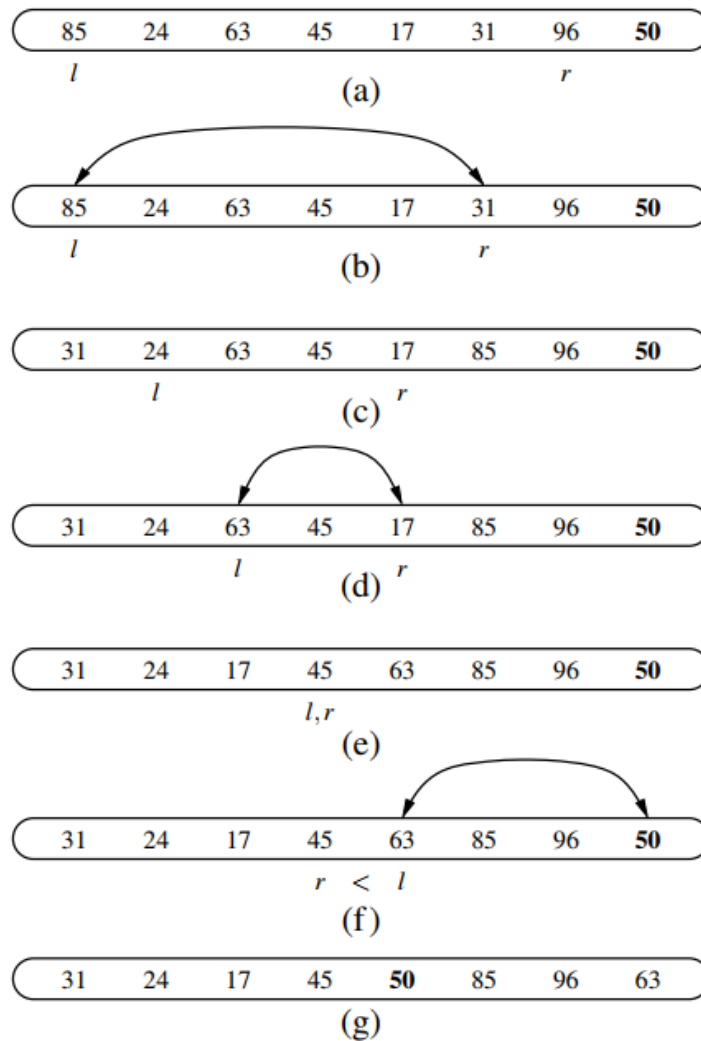 85 24 63 45 17 31 96 50
l r
(a)
85 24 63 45 17 31 96 50
l r
(b)
31 24 63 45 17 85 96 50
l r
(c)
31 24 63 45 17 85 96 50
l r
(d)
31 24 17 45 63 85 96 50
l, r
(e)
31 24 17 45 63 85 96 50
r < l
(f)
31 24 17 45 50 85 96 63
(g)